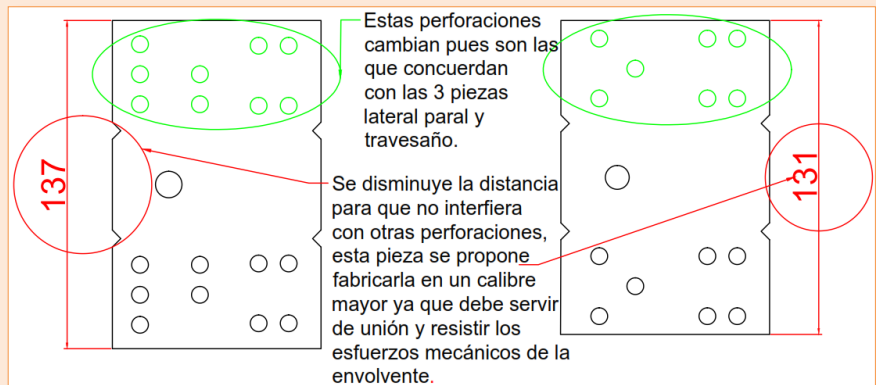 Estas perforaciones
cambian pues son las
que concuerdan
con las 3 piezas
lateral paral y
travesaño.
137
131
Se disminuye la distancia
para que no interfiera
con otras perforaciones,
esta pieza se propone
fabricarla en un calibre
mayor ya que debe servir
de unión y resistir los
esfuerzos mecánicos de la
envolvente.